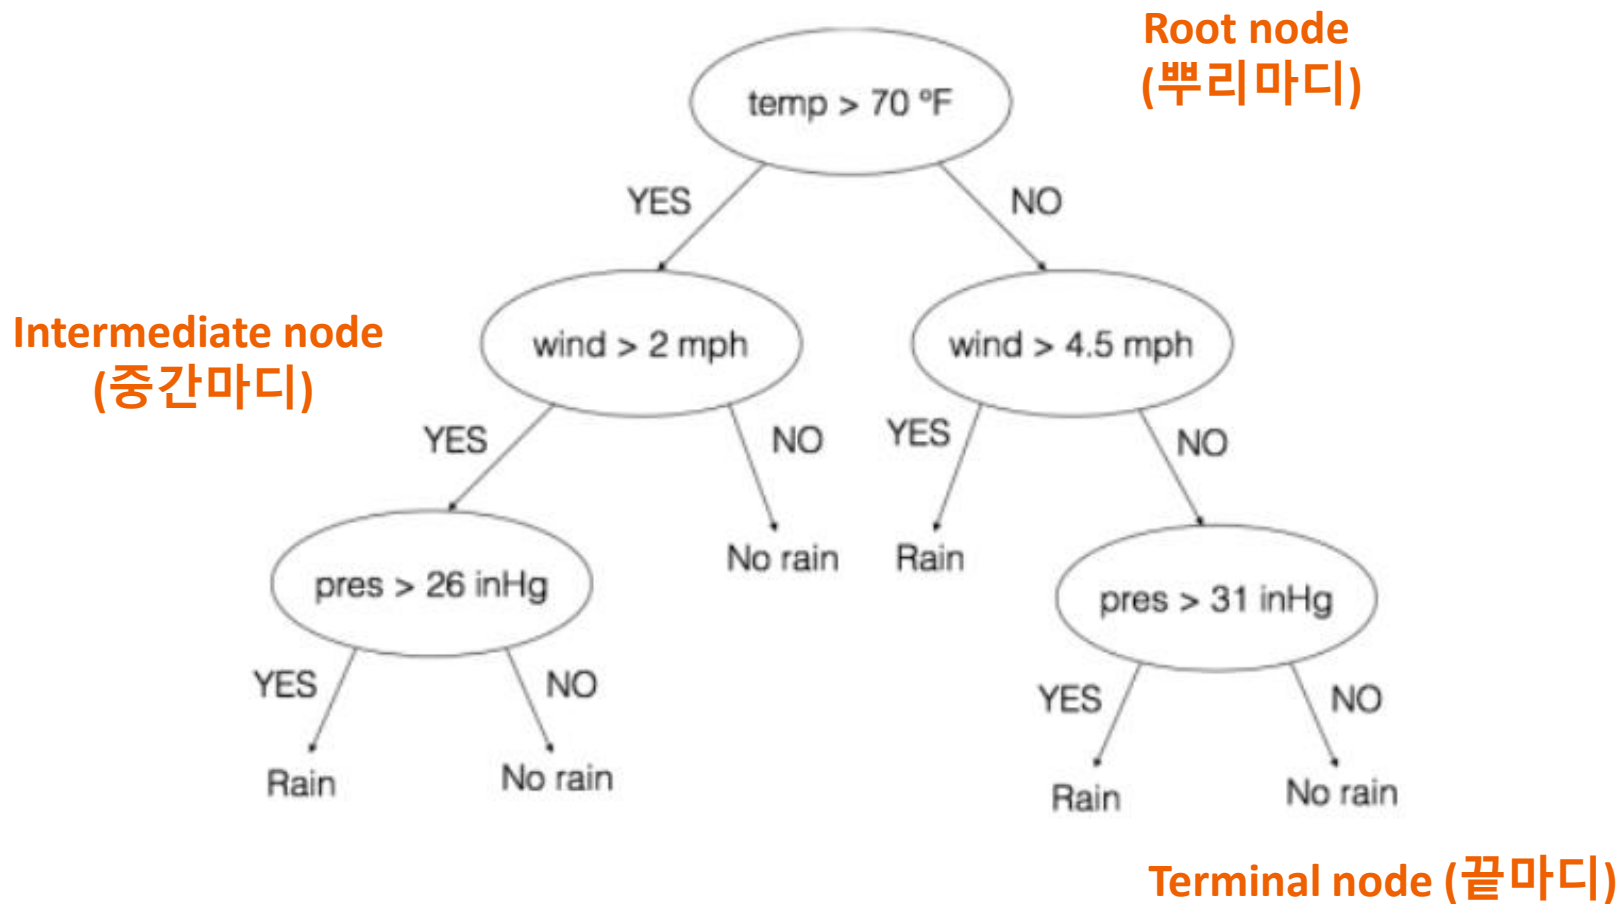 Root node
(뿌리마디)
temp > 70 ºF
YES
NO
Intermediate node
(중간마디)
wind > 2 mph
wind > 4.5 mph
YES
NO
YES
NO
No rain
Rain
pres > 26 inHg
pres > 31 inHg
YES
NO
YES
NO
Rain
No rain
Rain
No rain
Terminal node (끝마디)